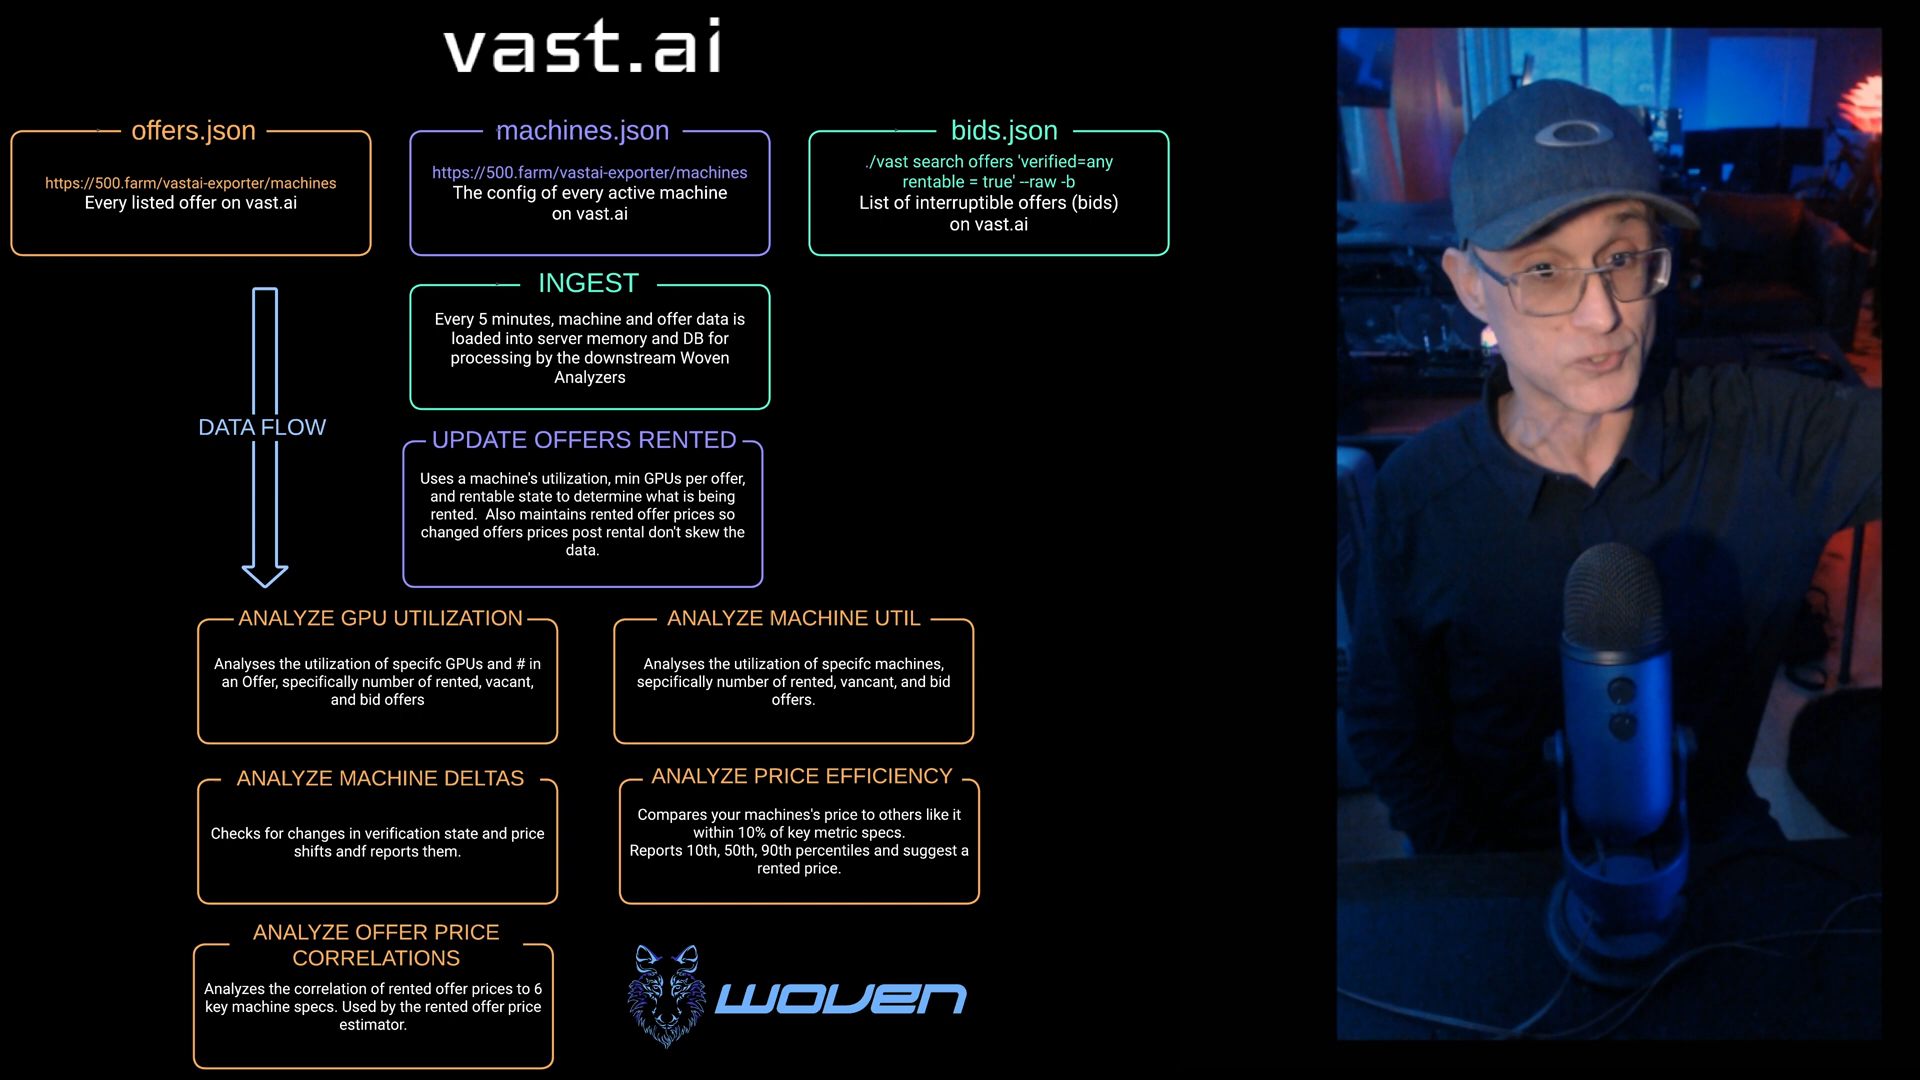 vast.ai
offers.json
https://500.farm/vastai-exporter/machines
Every listed offer on vast.ai
machines.json
https://500.farm/vastai-exporter/machines
The config of every active machine
on vast.ai
bids.json
./vast search offers 'verified=any
rentable = true' --raw -b
List of interruptible offers (bids)
on vast.ai
INGEST
Every 5 minutes, machine and offer data is
loaded into server memory and DB for
processing by the downstream Woven
Analyzers
DATA FLOW
UPDATE OFFERS RENTED
Uses a machine's utilization, min GPUs per offer,
and rentable state to determine what is being
rented.  Also maintains rented offer prices so
changed offers prices post rental don't skew the
data.
ANALYZE GPU UTILIZATION
Analyses the utilization of specifc GPUs and # in
an Offer, specifically number of rented, vacant,
and bid offers
ANALYZE MACHINE UTIL
Analyses the utilization of specifc machines,
sepcifically number of rented, vancant, and bid
offers.
ANALYZE MACHINE DELTAS
Checks for changes in verification state and price
shifts andf reports them.
ANALYZE PRICE EFFICIENCY
Compares your machines's price to others like it
within 10% of key metric specs.
Reports 10th, 50th, 90th percentiles and suggest a
rented price.
ANALYZE OFFER PRICE
CORRELATIONS
Analyzes the correlation of rented offer prices to 6
key machine specs. Used by the rented offer price
estimator.
woven